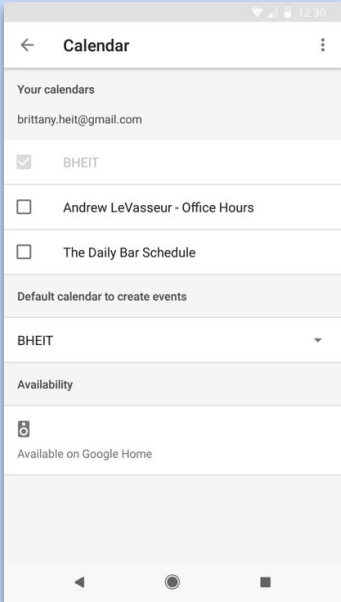 12:30
Calendar
Your calendars
brittany.heit@gmail.com
BHEIT
Andrew LeVasseur - Office Hours
The Daily Bar Schedule
Default calendar to create events
BHEIT
Availability
Available on Google Home